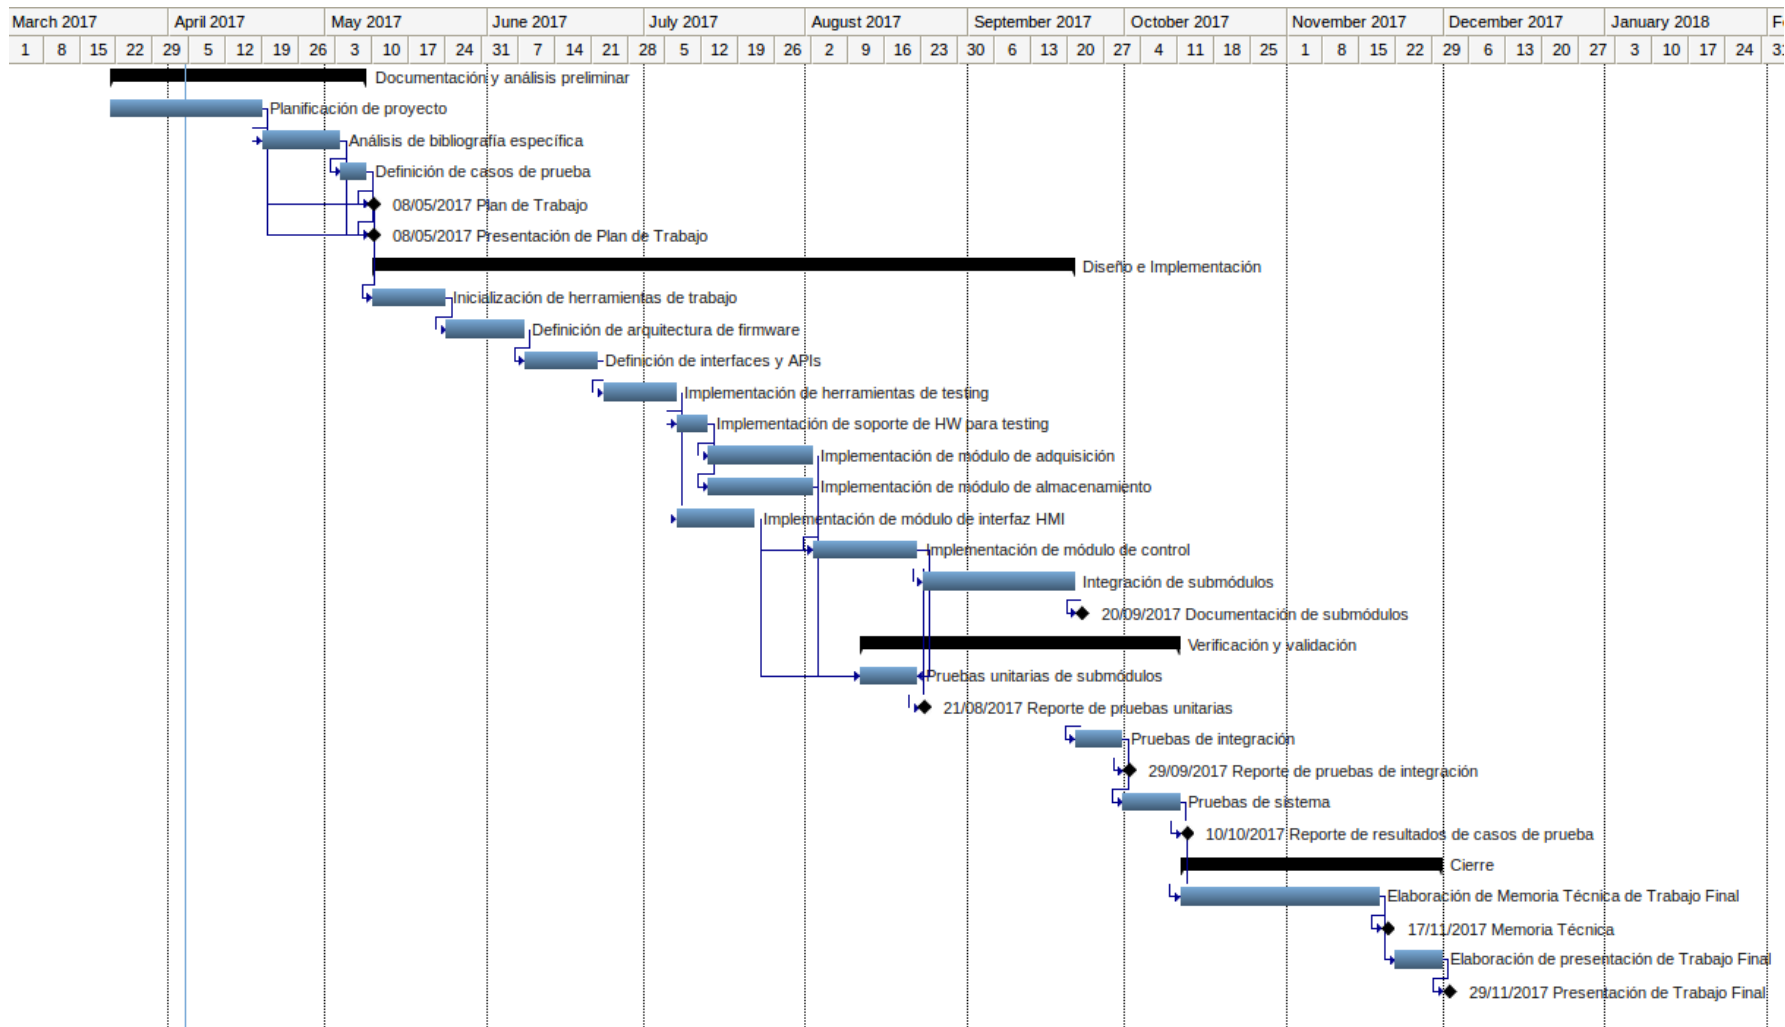 March 2017 April 2017 May 2017 June 2017 July 2017 August 2017 September 2017 October 2017 November 2017 December 2017 January 2018 Fe
1 8 15 22 29 5 12 19 26 3 10 17 24 31 7 14 21 28 5 12 19 26 2 9 16 23 30 6 13 20 27 4 11 18 25 1 8 15 22 29 6 13 20 27 3 10 17 24 31
Documentación y análisis preliminar
Planificación de proyecto
Análisis de bibliografía específica
Definición de casos de prueba
08/05/2017 Plan de Trabajo
08/05/2017 Presentación de Plan de Trabajo
Diseño e Implementación
Inicialización de herramientas de trabajo
Definición de arquitectura de firmware
Definición de interfaces y APIs
Implementación de herramientas de testing
Implementación de soporte de HW para testing
Implementación de módulo de adquisición
Implementación de módulo de almacenamiento
Implementación de módulo de interfaz HMI
Implementación de módulo de control
Integración de submódulos
20/09/2017 Documentación de submódulos
Verificación y validación
Pruebas unitarias de submódulos
21/08/2017 Reporte de pruebas unitarias
Pruebas de integración
29/09/2017 Reporte de pruebas de integración
Pruebas de sistema
10/10/2017 Reporte de resultados de casos de prueba
Cierre
Elaboración de Memoria Técnica de Trabajo Final
17/11/2017 Memoria Técnica
Elaboración de presentación de Trabajo Final
29/11/2017 Presentación de Trabajo Final